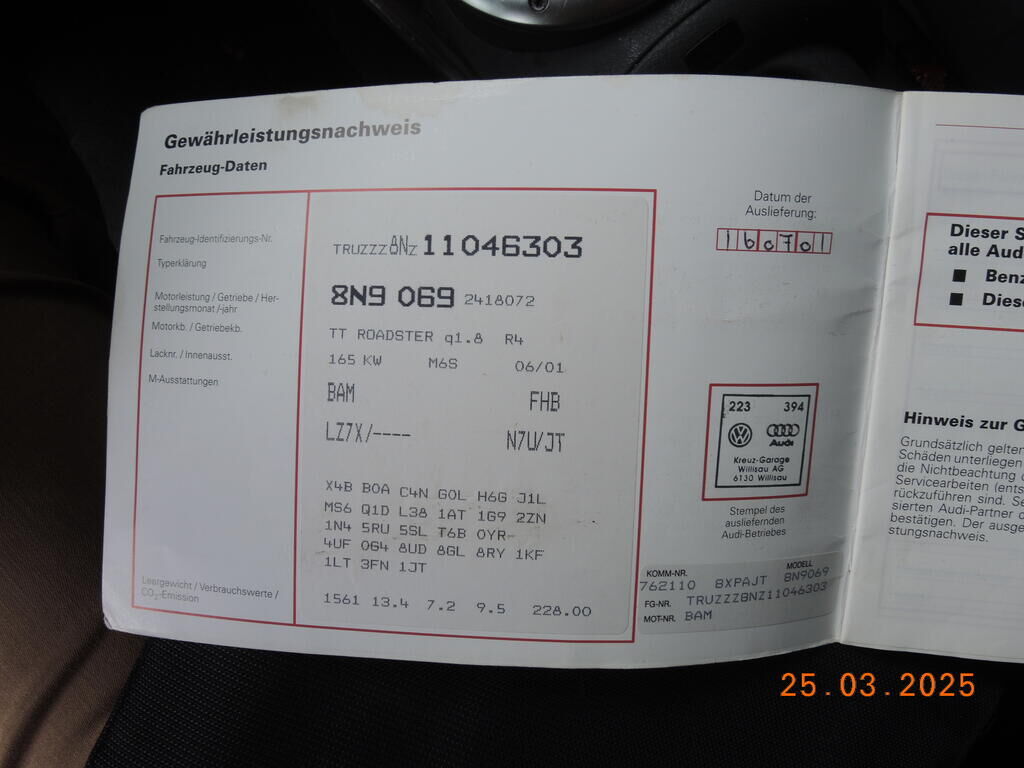 Gewährleistungsnachweis
Fahrzeug-Daten
Fahrzeug-Identifizierungs-Nr.
Typerklärung
Motorleistung / Getriebe / Her-
stellungsmonat /-jahr
Motorkb. / Getriebekb.
Lacknr. / Innenausst.
M-Ausstattungen
Leergewicht / Verbrauchswerte /
CO₂-Emission
TRUZZZ8NZ11046303
8N9 069 2418072
TT ROADSTER q1.8 R4
165 KW M6S 06/01
BAM FHB
LZ7X/---- N7U/JT
X4B B0A C4N G0L H6G J1L
MS6 Q1D L38 1AT 1G9 2ZN
1N4 5RU 5SL T6B 0YR
4UF 0G4 8UD 8GL 8RY 1KF
1LT 3FN 1JT
1561 13.4 7.2 9.5 228.00
Datum der
Auslieferung:
160701
223 394
Audi
Kreuz-Garage
Willisau AG
6130 Willisau
Stempel des
ausliefernden
Audi-Betriebes
KOMM-NR. MODELL
762110 BXPAJT 8N9069
FG-NR. TRUZZZ8NZ11046303
MOT-NR. BAM
Dieser S
alle Aud
Benz
Diese
Hinweis zur G
Grundsätzlich gelten
Schäden unterliegen
die Nichtbeachtung
Servicearbeiten (ents
rückzuführen sind. Se
sierten Audi-Partner
bestätigen. Der ausge
stungsnachweis.
25.03.2025